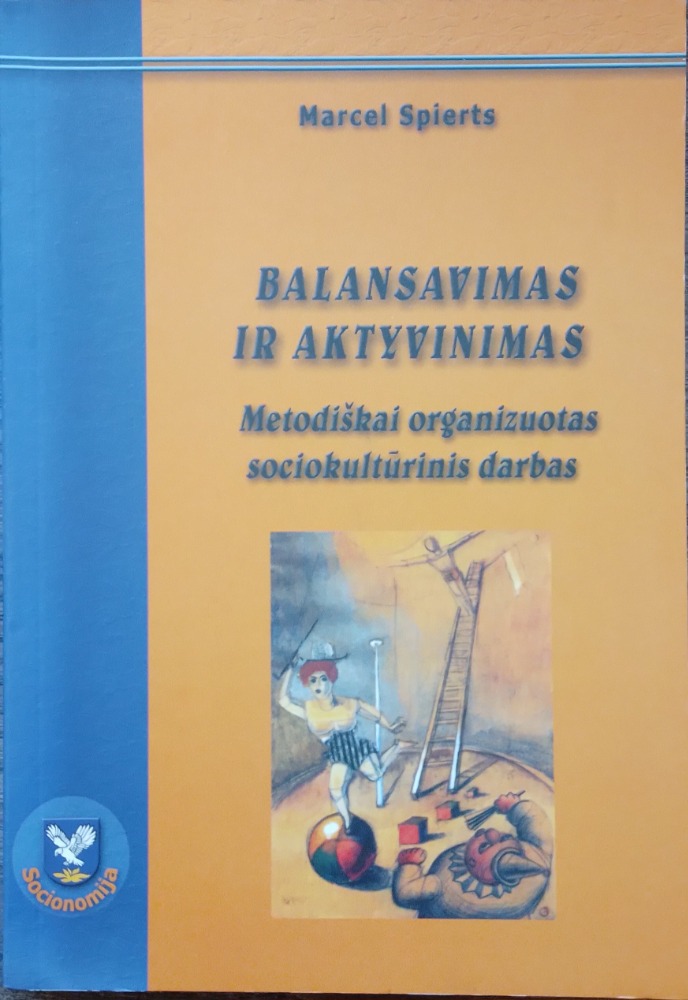 Marcel Spierts
BALANSAVIMAS
IR AKTYVINIMAS
Metodiškai organizuotas
sociokultūrinis darbas
Socionomija